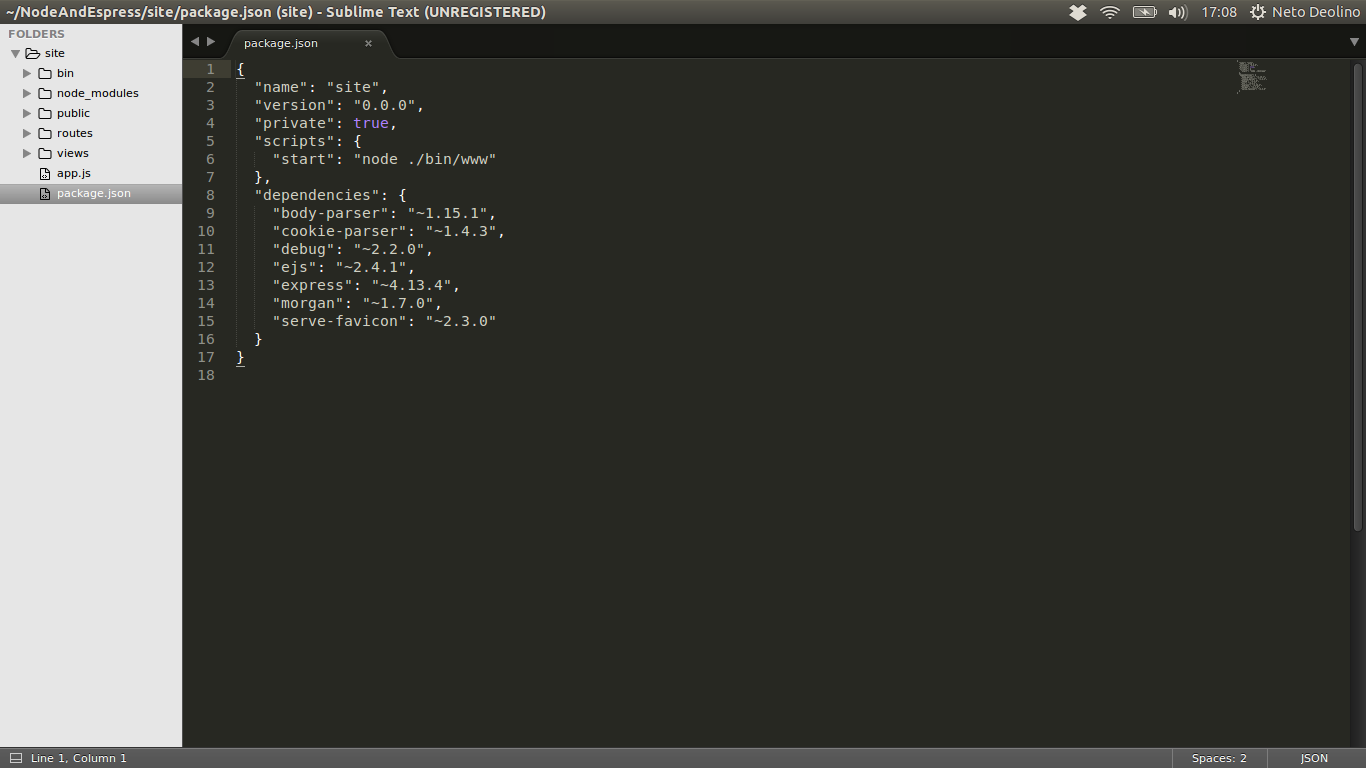 ~/NodeAndEspress/site/package.json (site) - Sublime Text (UNREGISTERED)
17:08
Neto Deolino
FOLDERS
site
bin
node_modules
public
routes
views
app.js
package.json
package.json ×
1 {
2   "name": "site",
3   "version": "0.0.0",
4   "private": true,
5   "scripts": {
6     "start": "node ./bin/www"
7   },
8   "dependencies": {
9     "body-parser": "~1.15.1",
10     "cookie-parser": "~1.4.3",
11     "debug": "~2.2.0",
12     "ejs": "~2.4.1",
13     "express": "~4.13.4",
14     "morgan": "~1.7.0",
15     "serve-favicon": "~2.3.0"
16   }
17 }
18
Line 1, Column 1
Spaces: 2
JSON